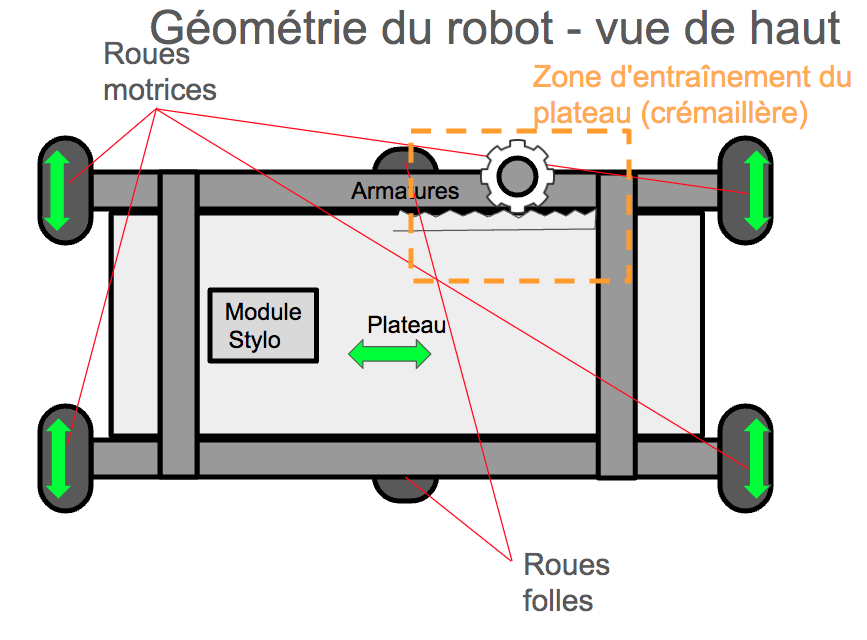 Géométrie du robot - vue de haut
Roues
motrices
Zone d'entraînement du
plateau (crémaillère)
Armatures
Module
Stylo
Plateau
Roues
folles